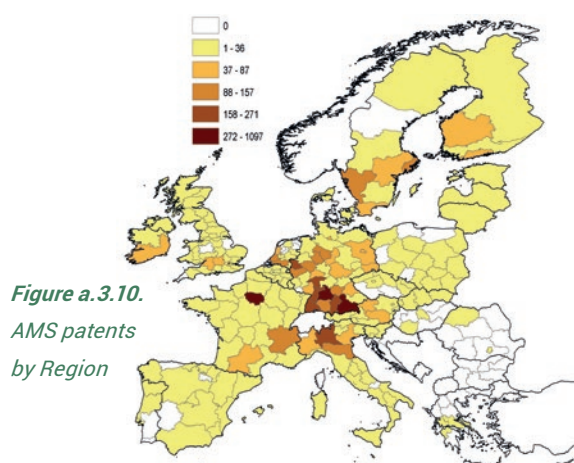 0
1 - 36
37 - 87
88 - 157
158 - 271
272 - 1097
Figure a.3.10.
AMS patents
by Region